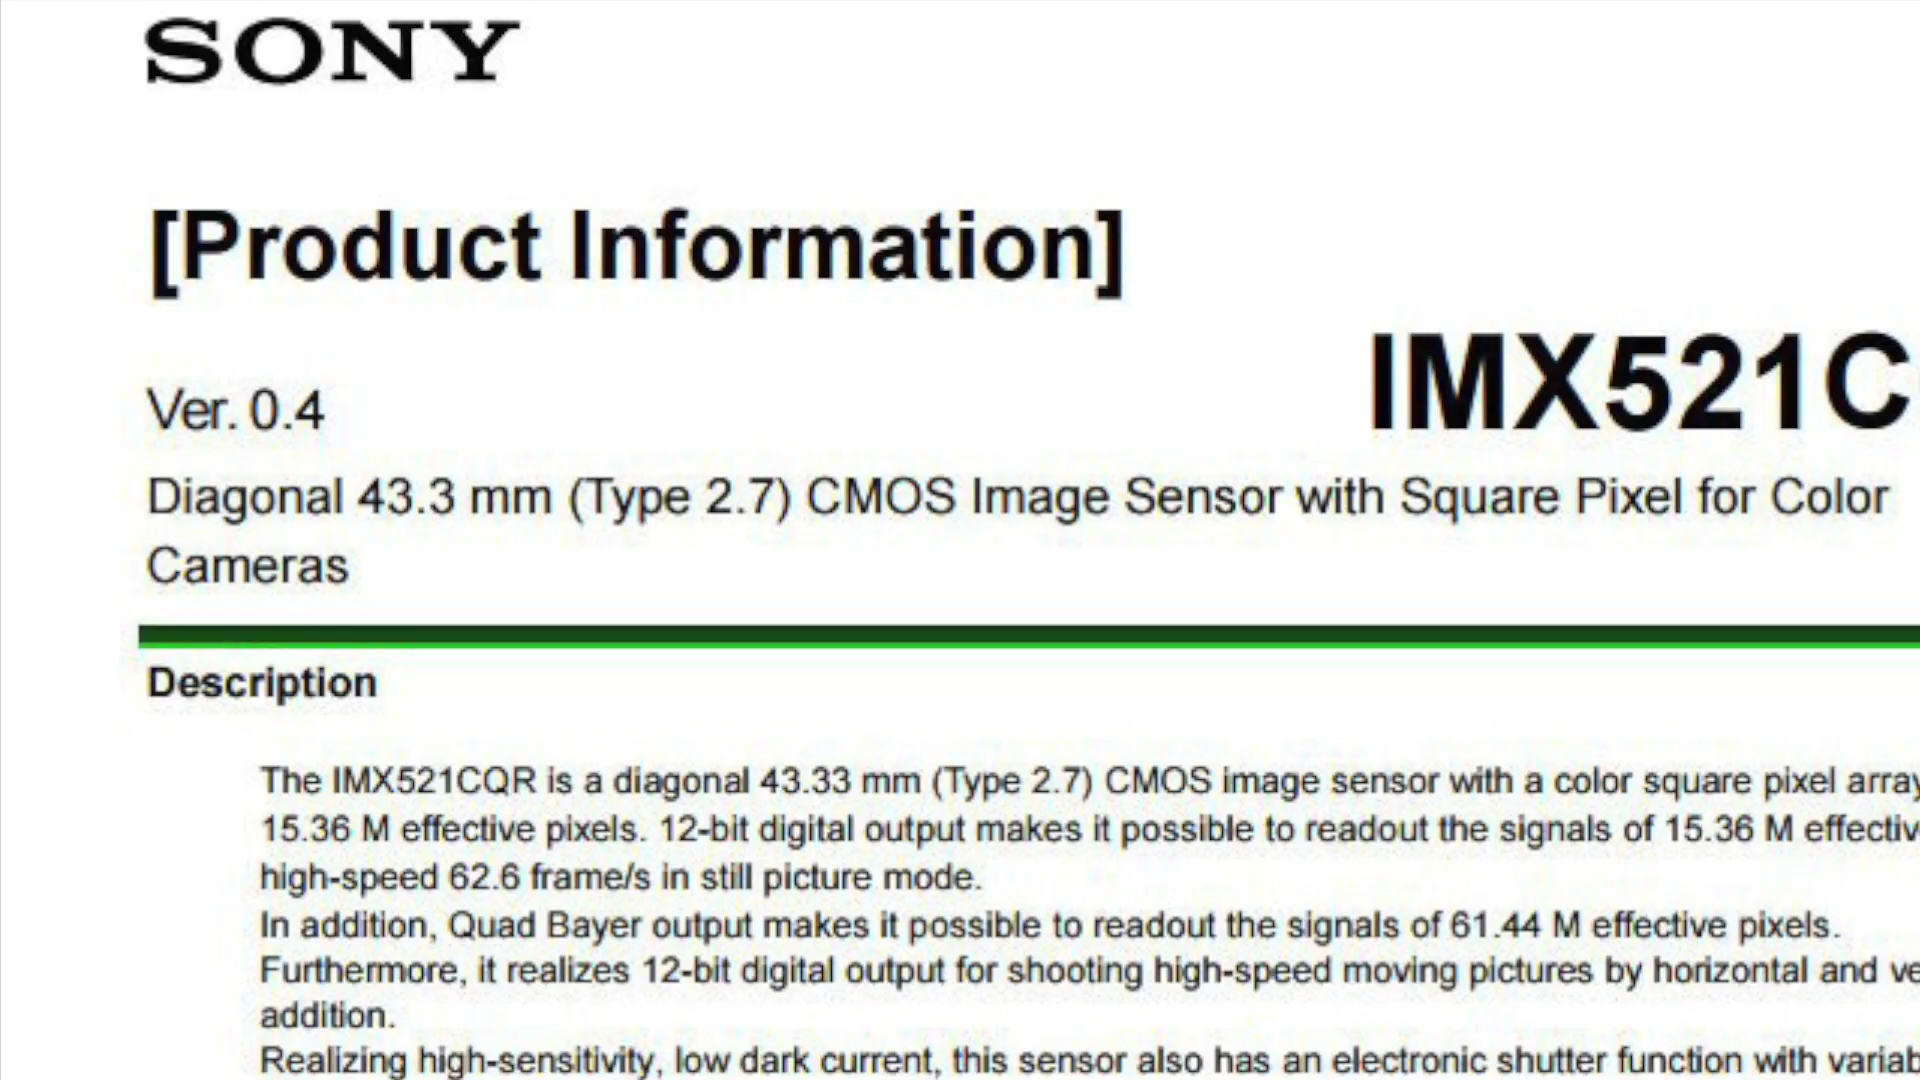 SONY
[Product Information]
IMX521C
Ver. 0.4
Diagonal 43.3 mm (Type 2.7) CMOS Image Sensor with Square Pixel for Color
Cameras
Description
The IMX521CQR is a diagonal 43.33 mm (Type 2.7) CMOS image sensor with a color square pixel array
15.36 M effective pixels. 12-bit digital output makes it possible to readout the signals of 15.36 M effectiv
high-speed 62.6 frame/s in still picture mode.
In addition, Quad Bayer output makes it possible to readout the signals of 61.44 M effective pixels.
Furthermore, it realizes 12-bit digital output for shooting high-speed moving pictures by horizontal and ve
addition.
Realizing high-sensitivity, low dark current, this sensor also has an electronic shutter function with variab